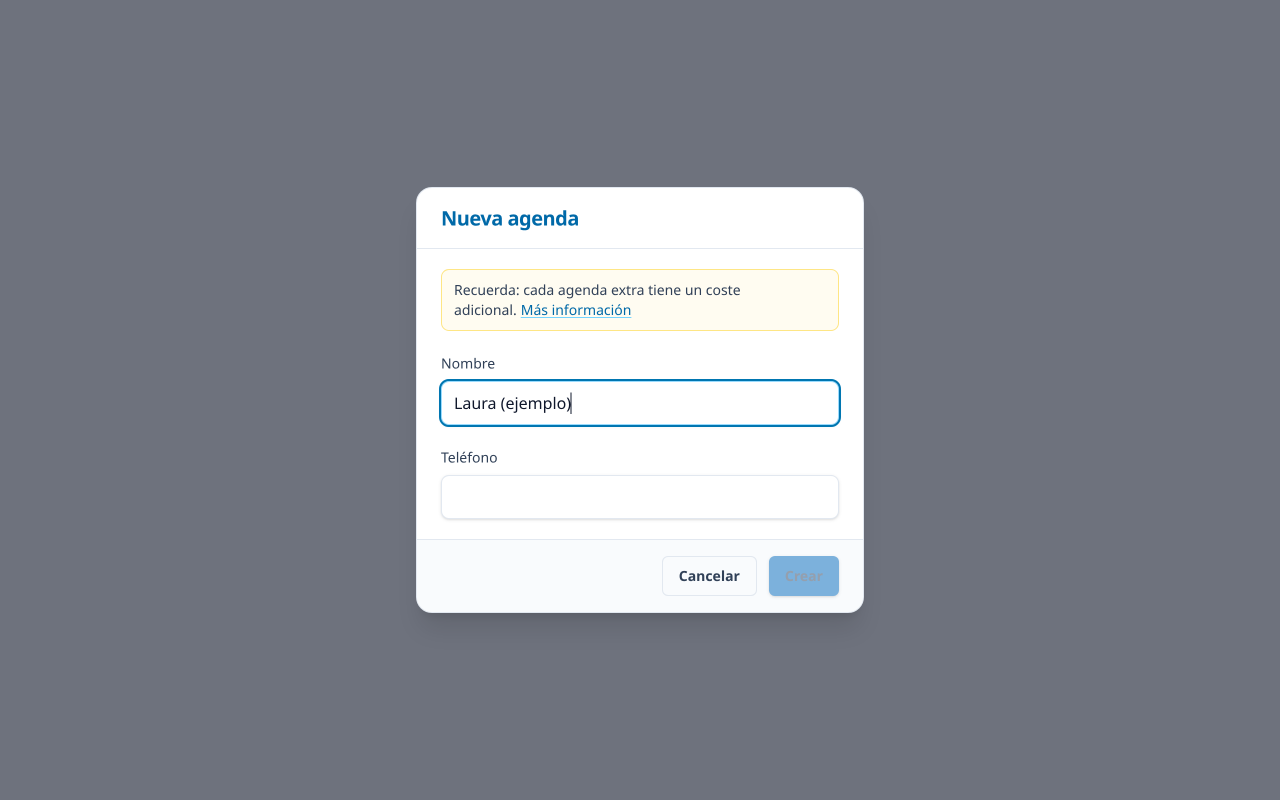 Nueva agenda
Recuerda: cada agenda extra tiene un coste
adicional. Más información
Nombre
Laura (ejemplo)
Teléfono
Cancelar
Crear